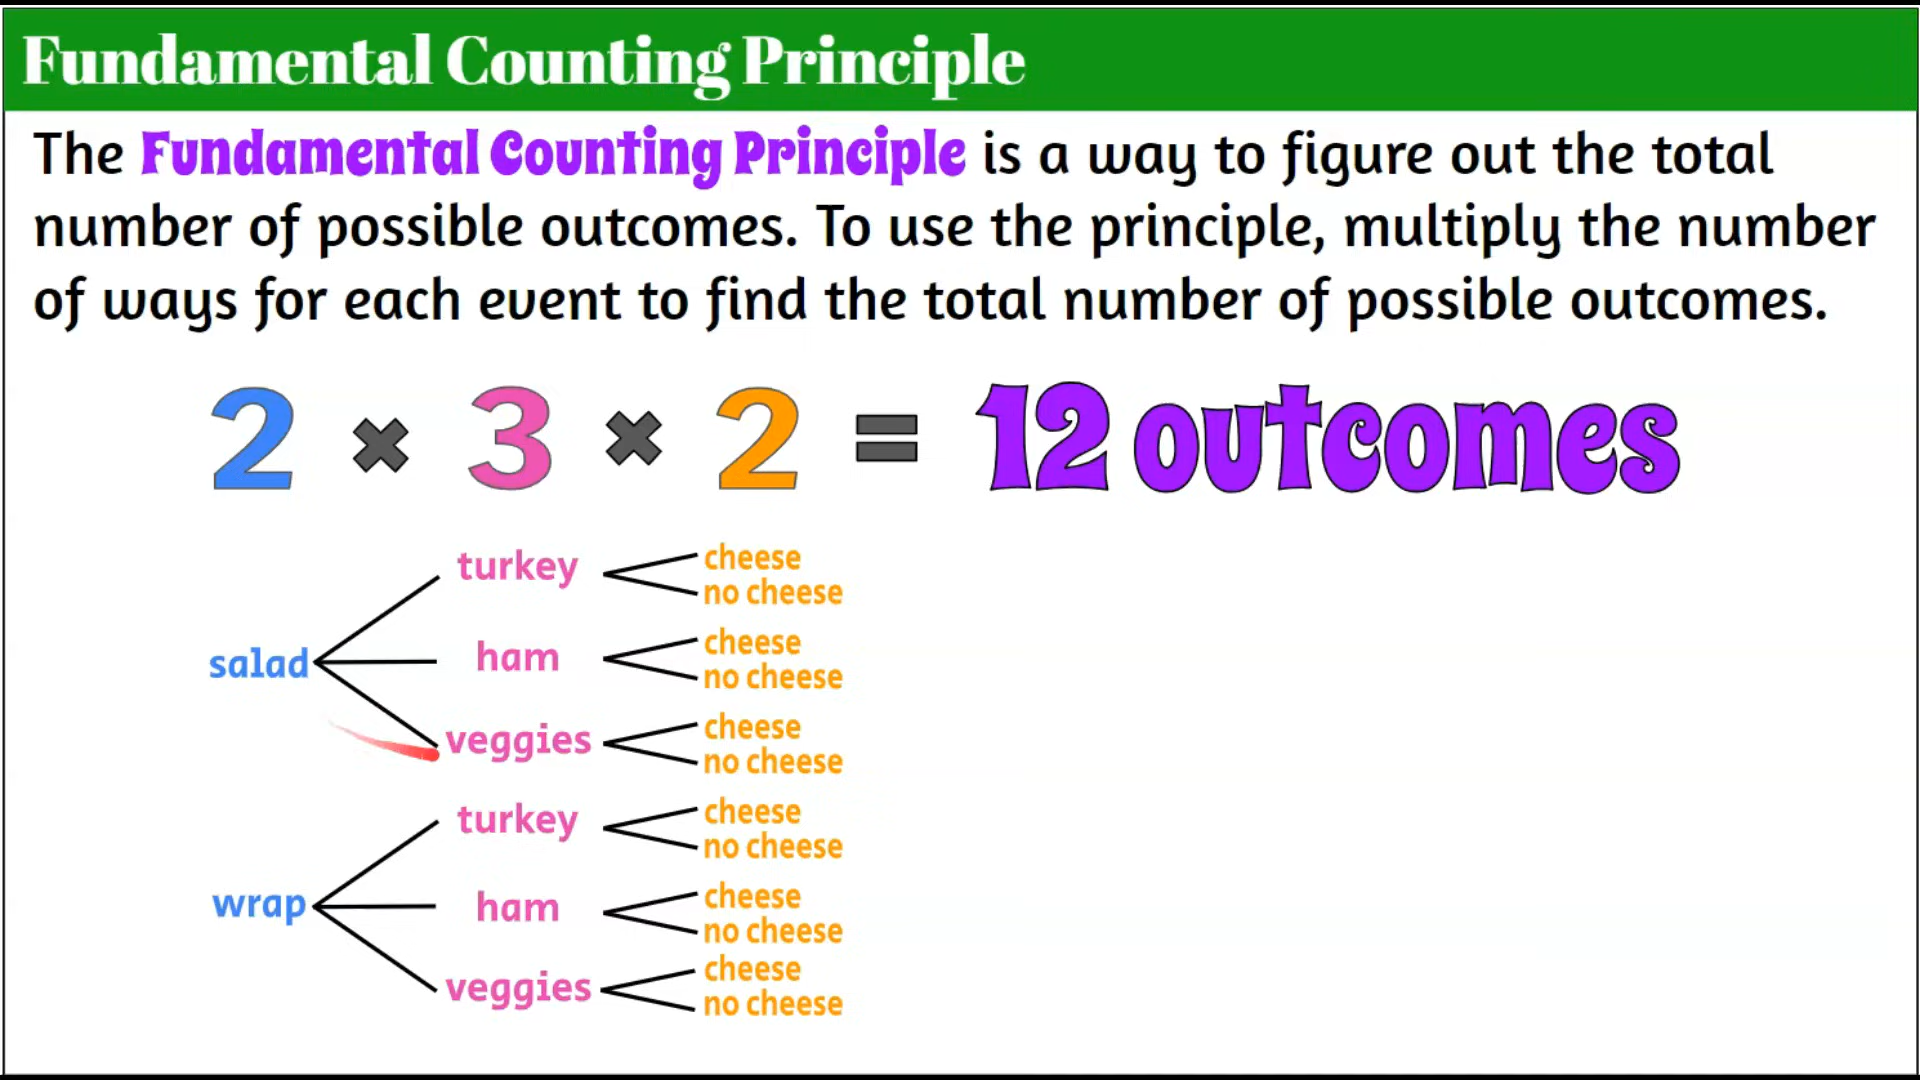 Fundamental Counting Principle
The Fundamental Counting Principle is a way to figure out the total
number of possible outcomes. To use the principle, multiply the number
of ways for each event to find the total number of possible outcomes.
2 × 3 × 2 = 12 outcomes
turkey cheese
no cheese
salad ham cheese
no cheese
veggies cheese
no cheese
turkey cheese
no cheese
wrap ham cheese
no cheese
veggies cheese
no cheese